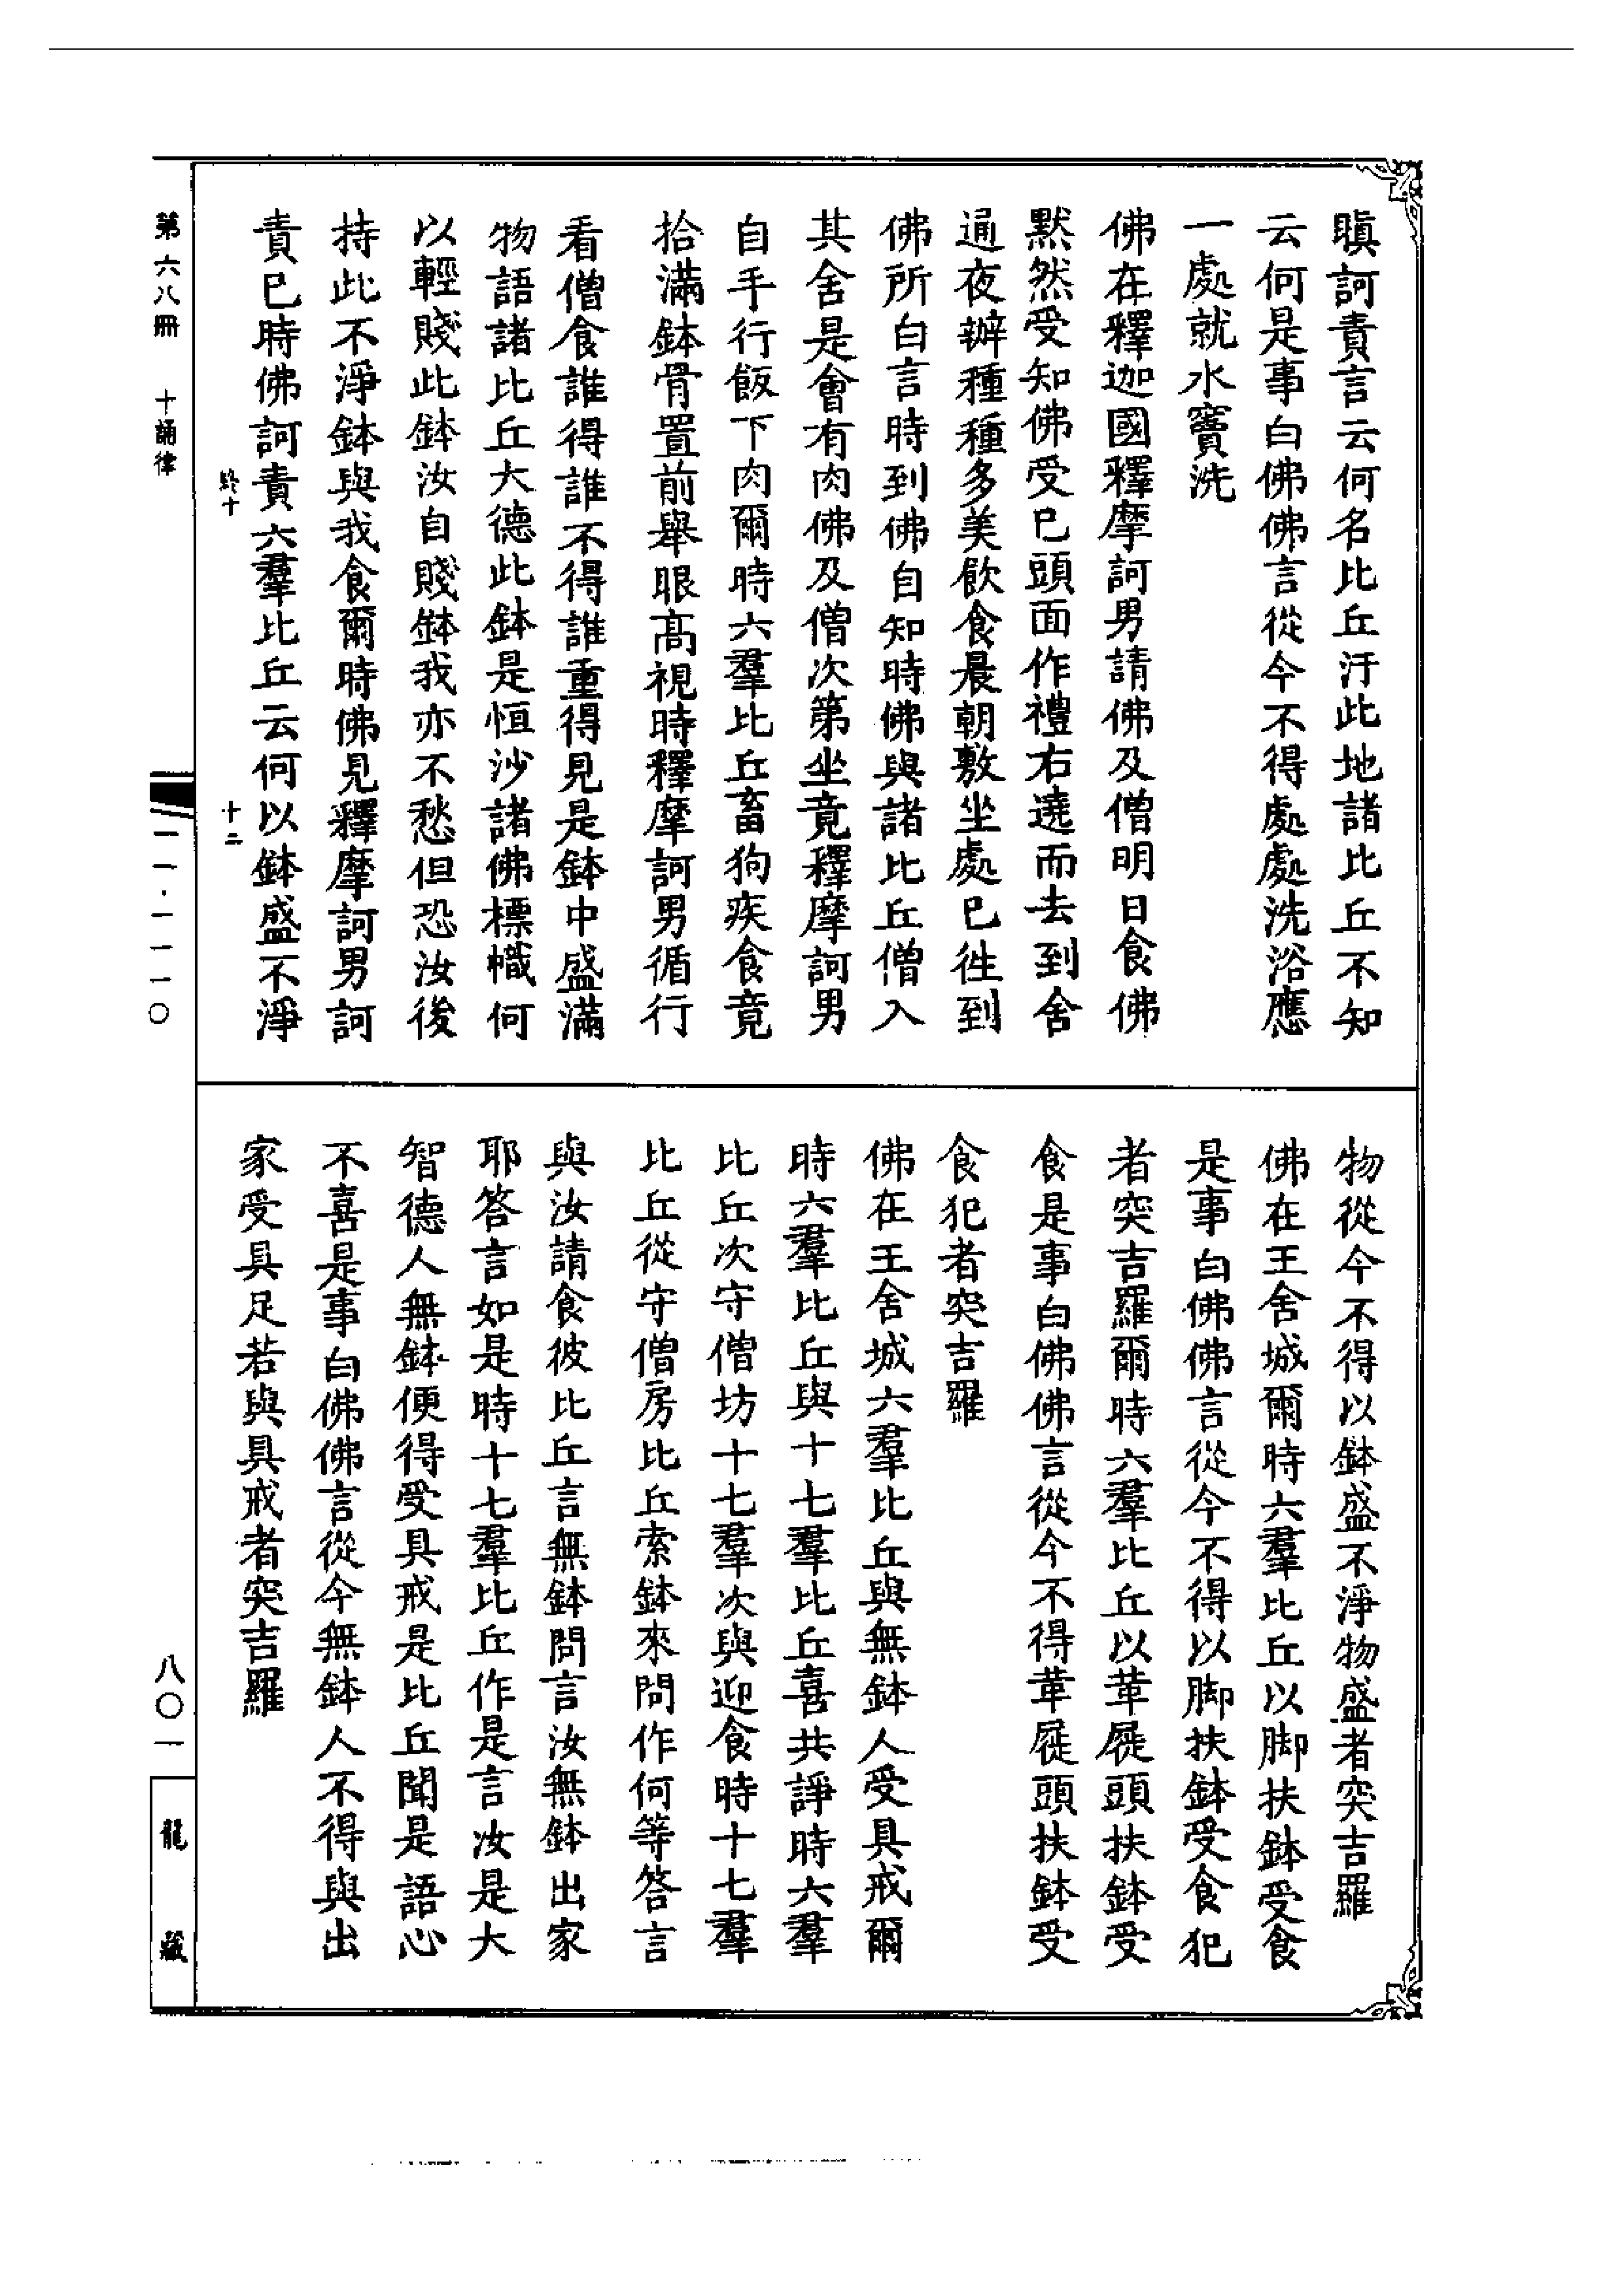 瞋訶責言云何名比丘汙此地諸比丘不知
云何是事白佛佛言從今不得處處洗浴應
一處就水竇洗
佛在釋迦國釋摩訶男請佛及僧明日食佛
默然受知佛受已頭面作禮右遶而去到舍
通夜辦種種多美飲食晨朝敷坐處已往到
佛所白言時到佛自知時佛與諸比丘僧入
其舍是會有肉佛及僧次第坐竟釋摩訶男
自手行飯下肉爾時六羣比丘畜狗疾食竟
拾滿鉢骨置前舉眼高視時釋摩訶男循行
看僧食誰得誰不得誰重得見是鉢中盛滿
物語諸比丘大德此鉢是恒沙諸佛標幟何
以輕賤此鉢汝自賤鉢我亦不愁但恐汝後
持此不淨鉢與我食爾時佛見釋摩訶男訶
責已時佛訶責六羣比丘云何以鉢盛不淨
物從今不得以鉢盛不淨物盛者突吉羅
佛在王舍城爾時六羣比丘以脚扶鉢受食
是事白佛佛言從今不得以脚扶鉢受食犯
者突吉羅爾時六羣比丘以革屣頭扶鉢受
食是事白佛佛言從今不得革屣頭扶鉢受
食犯者突吉羅
佛在王舍城六羣比丘與無鉢人受具戒爾
時六羣比丘與十七羣比丘喜共諍時六羣
比丘次守僧坊十七羣次與迎食時十七羣
比丘從守僧房比丘索鉢來問作何等答言
與汝請食彼比丘言無鉢問言汝無鉢出家
耶答言如是時十七羣比丘作是言汝是大
智德人無鉢便得受具戒是比丘聞是語心
不喜是事白佛佛言從今無鉢人不得與出
家受具足若與具戒者突吉羅
第六八冊 十誦律
十二
一一·一一一〇
八〇一
龍藏